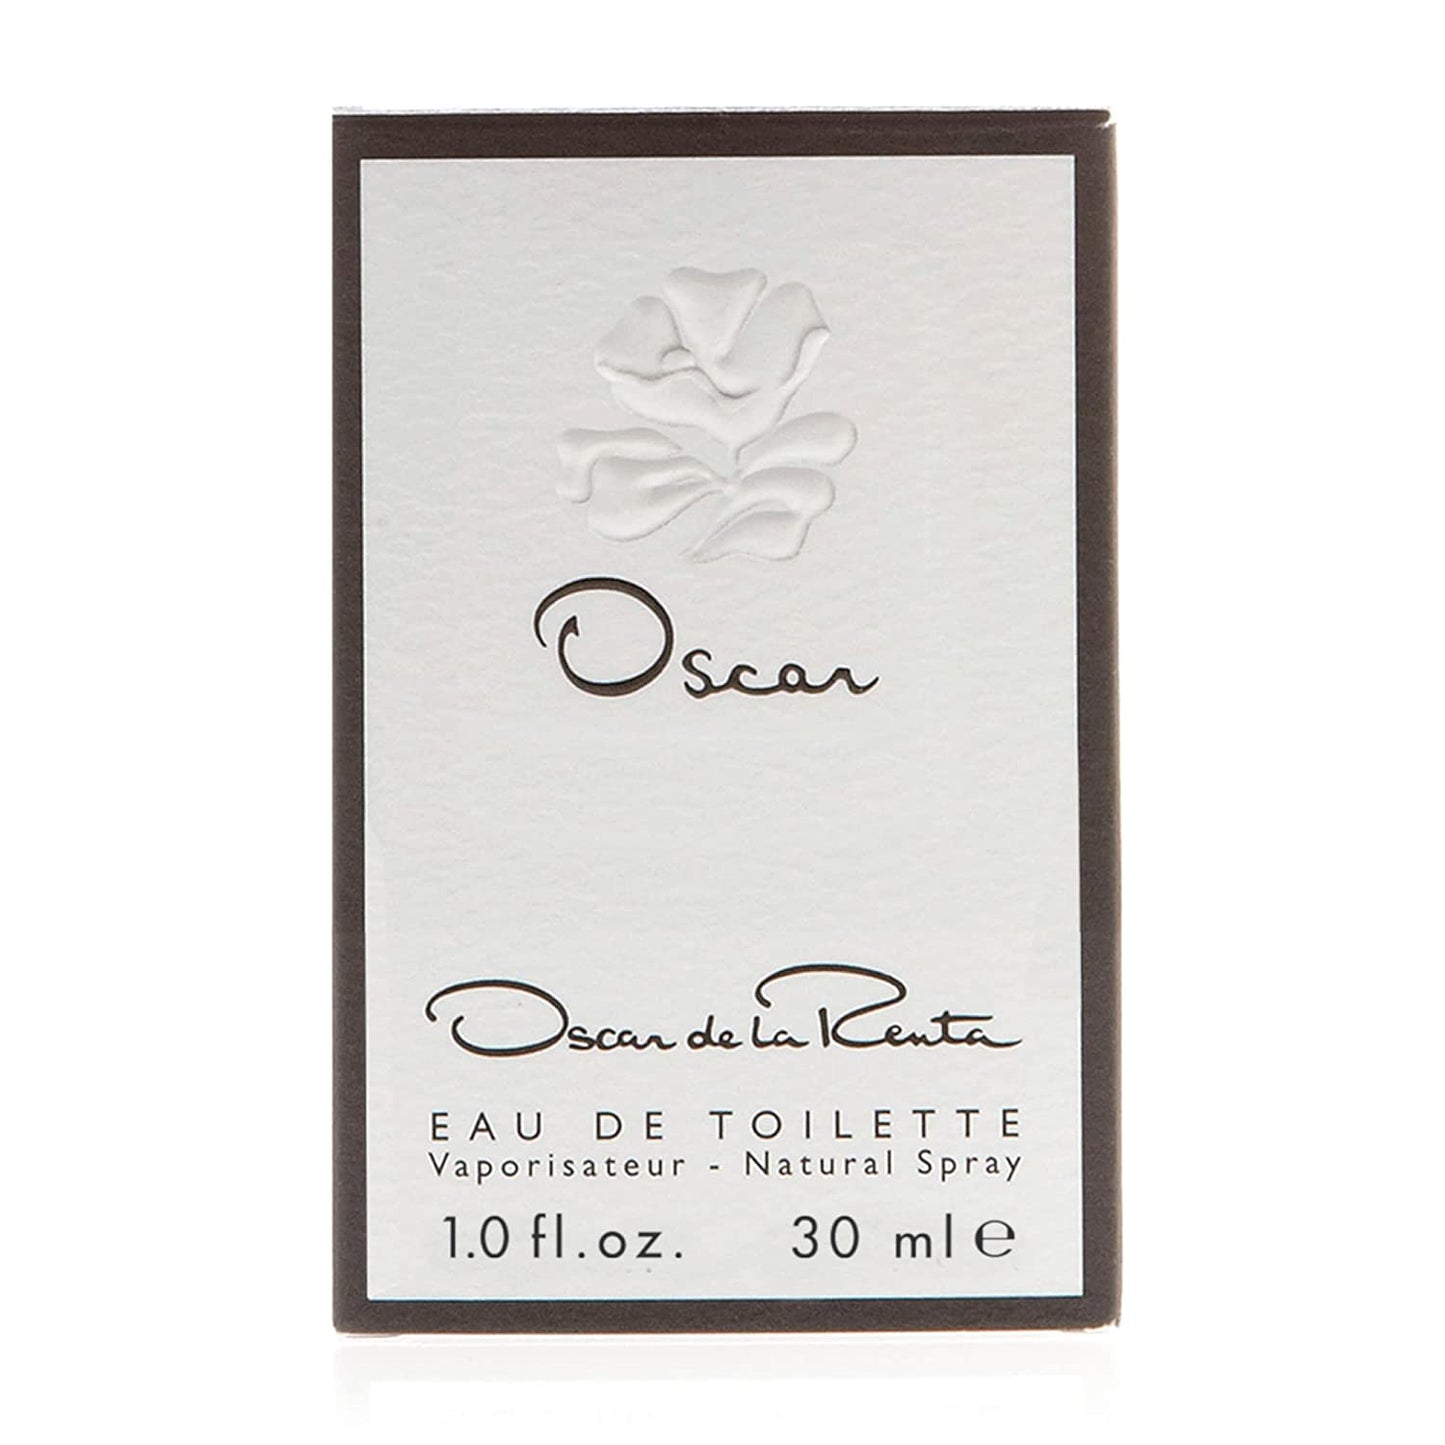 Oscar
Oscar de la Renta
EAU DE TOILETTE
Vaporisateur - Natural Spray
1.0 fl.oz. 30 ml ℮